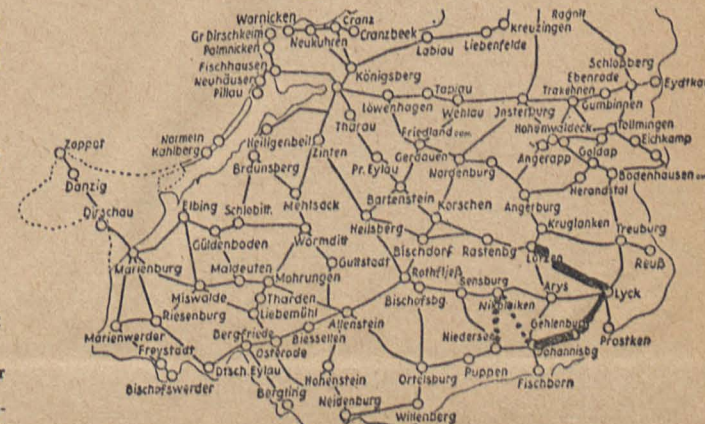 Warnicken
Cranz
Ragnit
Gr Dirschkeim
Neukuhren
Cranzbeek
Kreuzingen
Palmnicken
Labiau
Liebenfelde
Schloßberg
Fischhausen
Königsberg
Ebenrode
Neuhäuser
Trakehnen
Eydtkau
Pillau
Löwenhagen
Tapiau
Wehlau
Insterburg
Gumbinnen
Tharau
Friedland
Hohenwaldeck
Tollmingen
Zoppot
Normeln
Kahlberg
Heiligenbeil
Zinten
Gerdauen
Angerapp
Goldap
Eichkamp
Danzig
Braunsberg
Pr. Eylau
Nordenburg
Bodenhausen
Dirschau
Mehlsack
Bartenstein
Angerburg
Herandstal
Elbing
Schlobitt.
Heilsberg
Korschen
Kruglanken
Treuburg
Güldenboden
Wormditt
Bischdorf
Rastenbg
Lötzen
Reuß
Marienburg
Maldeuten
Mohrungen
Guttstadt
Rothfließ
Sensburg
Arys
Lyck
Miswalde
Tharden
Bischofsbg
Nikolaiken
Riesenburg
Liebemühl
Allenstein
Gehlenburg
Prostken
Marienwerder
Bergfriede
Biessellen
Niedersee
Johannisbg
Freystadt
Osterode
Puppen
Dtsch. Eylau
Hohenstein
Ortelsburg
Fischborn
Bischofswerder
Bergling
Neidenburg
Willenberg